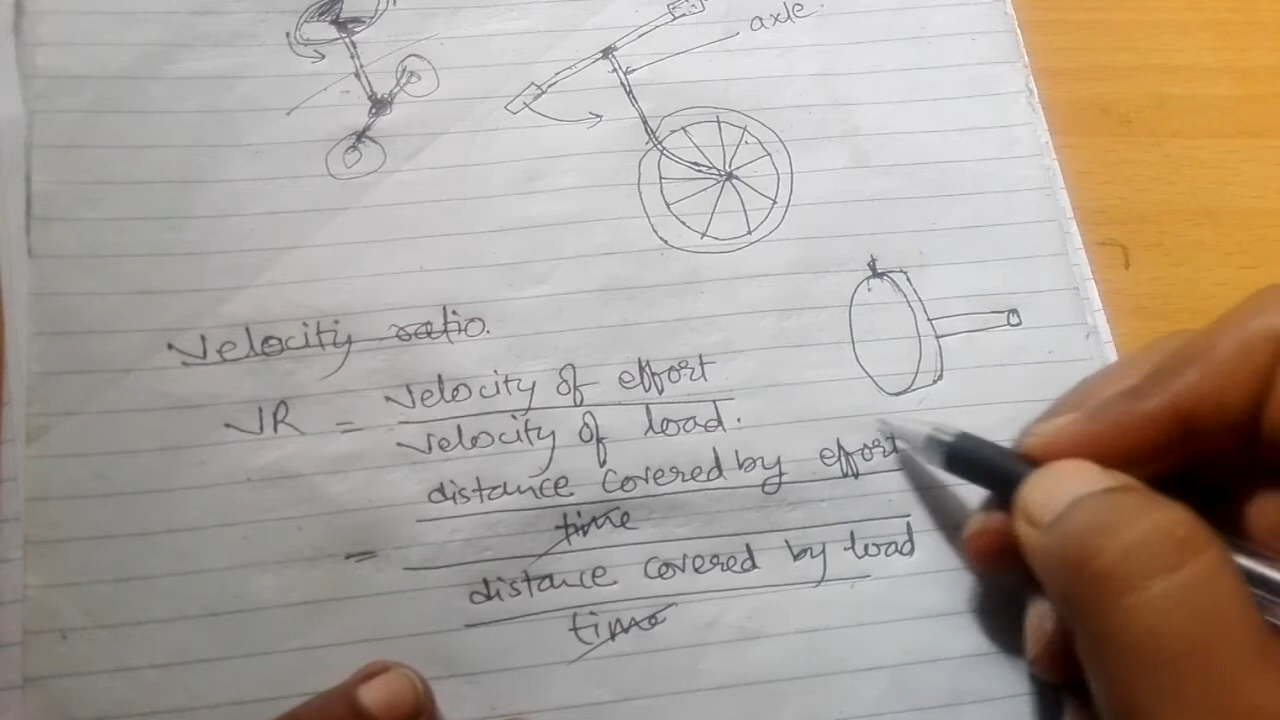 axle
Velocity ratio.
VR = velocity of effort
velocity of load.
= distance covered by effort
time
distance covered by load
time